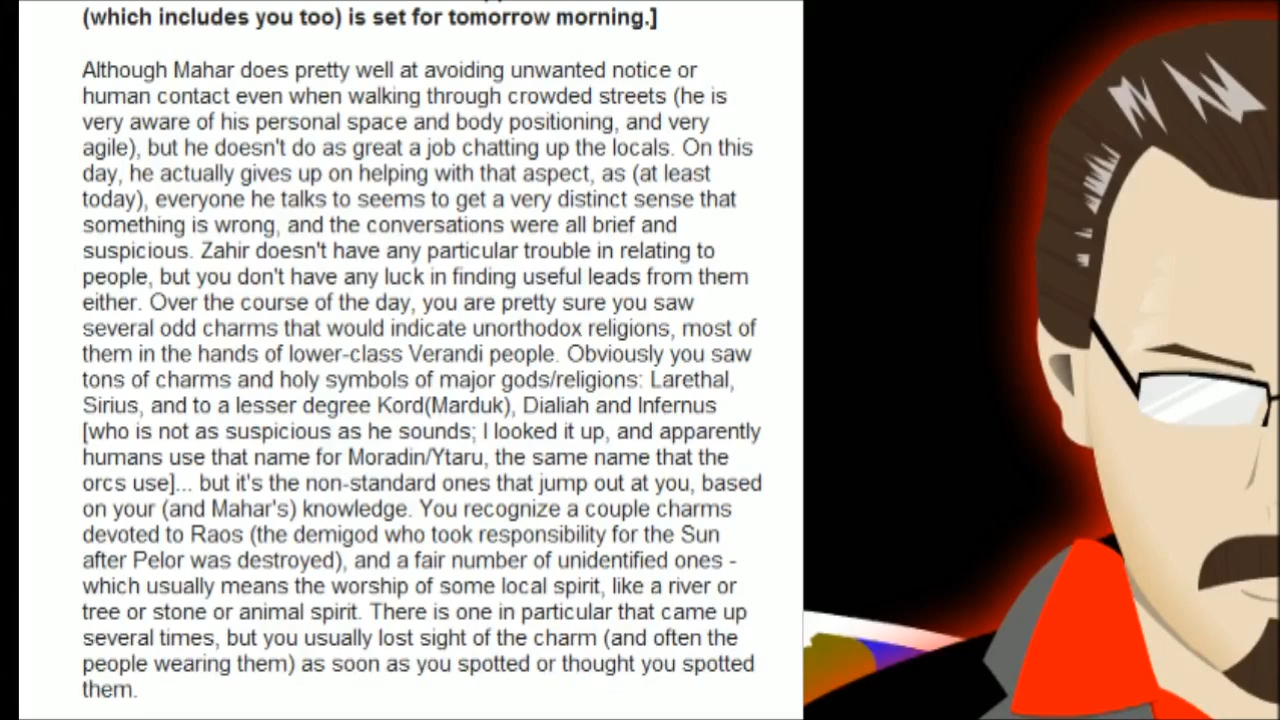 (which includes you too) is set for tomorrow morning.]
Although Mahar does pretty well at avoiding unwanted notice or
human contact even when walking through crowded streets (he is
very aware of his personal space and body positioning, and very
agile), but he doesn't do as great a job chatting up the locals. On this
day, he actually gives up on helping with that aspect, as (at least
today), everyone he talks to seems to get a very distinct sense that
something is wrong, and the conversations were all brief and
suspicious. Zahir doesn't have any particular trouble in relating to
people, but you don't have any luck in finding useful leads from them
either. Over the course of the day, you are pretty sure you saw
several odd charms that would indicate unorthodox religions, most of
them in the hands of lower-class Verandi people. Obviously you saw
tons of charms and holy symbols of major gods/religions: Larethal,
Sirius, and to a lesser degree Kord(Marduk), Dialiah and Infernus
[who is not as suspicious as he sounds; I looked it up, and apparently
humans use that name for Moradin/Ytaru, the same name that the
orcs use]... but it's the non-standard ones that jump out at you, based
on your (and Mahar's) knowledge. You recognize a couple charms
devoted to Raos (the demigod who took responsibility for the Sun
after Pelor was destroyed), and a fair number of unidentified ones -
which usually means the worship of some local spirit, like a river or
tree or stone or animal spirit. There is one in particular that came up
several times, but you usually lost sight of the charm (and often the
people wearing them) as soon as you spotted or thought you spotted
them.